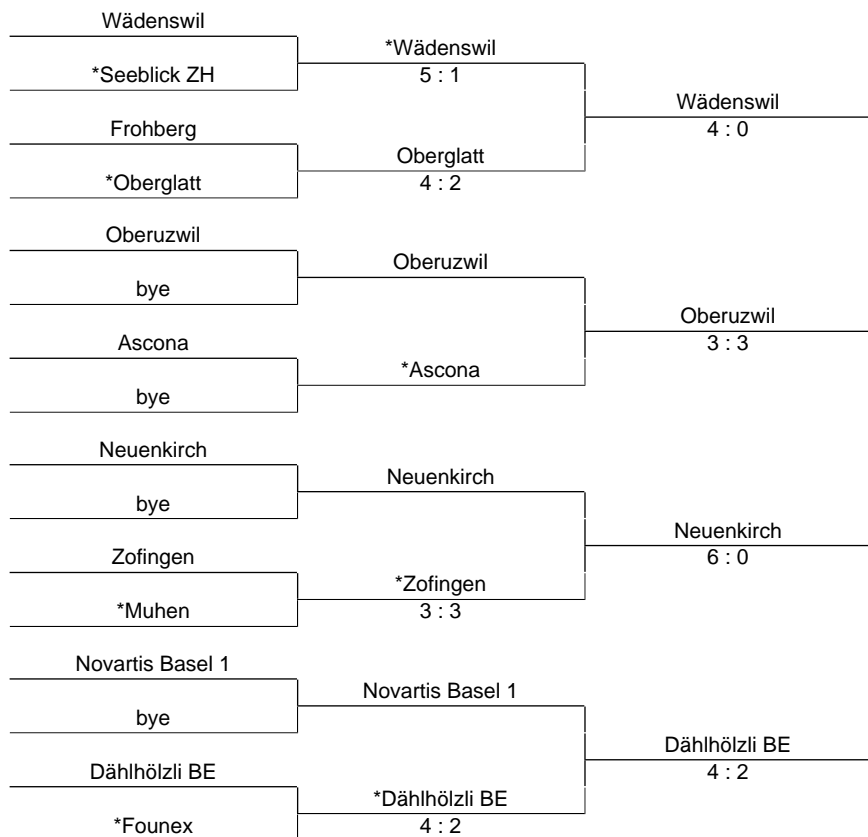 Wädenswil
*Wädenswil
*Seeblick ZH
5 : 1
Wädenswil
Frohberg
4 : 0
Oberglatt
*Oberglatt
4 : 2
Oberuzwil
Oberuzwil
bye
Oberuzwil
Ascona
3 : 3
*Ascona
bye
Neuenkirch
Neuenkirch
bye
Neuenkirch
Zofingen
6 : 0
*Zofingen
*Muhen
3 : 3
Novartis Basel 1
Novartis Basel 1
bye
Dählhölzli BE
Dählhölzli BE
4 : 2
*Dählhölzli BE
*Founex
4 : 2